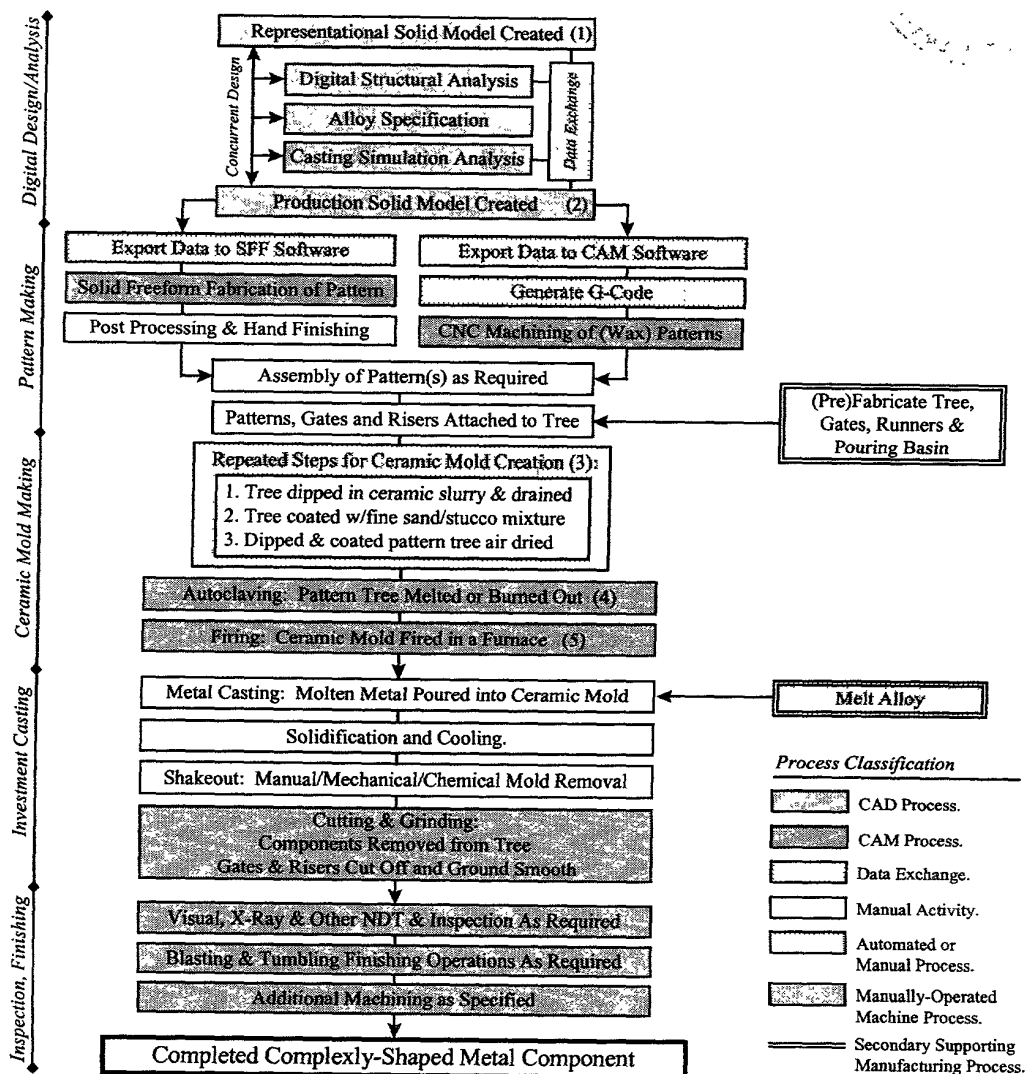 Digital Design/Analysis
Representational Solid Model Created (1)
Concurrent Design
Digital Structural Analysis
Alloy Specification
Casting Simulation Analysis
Data Exchange
Production Solid Model Created (2)
Pattern Making
Export Data to SFF Software
Solid Freeform Fabrication of Pattern
Post Processing & Hand Finishing
Export Data to CAM Software
Generate G-Code
CNC Machining of (Wax) Patterns
Assembly of Pattern(s) as Required
Patterns, Gates and Risers Attached to Tree
(Pre)Fabricate Tree,
Gates, Runners &
Pouring Basin
Ceramic Mold Making
Repeated Steps for Ceramic Mold Creation (3):
1. Tree dipped in ceramic slurry & drained
2. Tree coated w/fine sand/stucco mixture
3. Dipped & coated pattern tree air dried
Autoclaving: Pattern Tree Melted or Burned Out (4)
Firing: Ceramic Mold Fired in a Furnace (5)
Investment Casting
Metal Casting: Molten Metal Poured into Ceramic Mold
Melt Alloy
Solidification and Cooling.
Shakeout: Manual/Mechanical/Chemical Mold Removal
Cutting & Grinding:
Components Removed from Tree
Gates & Risers Cut Off and Ground Smooth
Inspection, Finishing
Visual, X-Ray & Other NDT & Inspection As Required
Blasting & Tumbling Finishing Operations As Required
Additional Machining as Specified
Completed Complexly-Shaped Metal Component
Process Classification
CAD Process.
CAM Process.
Data Exchange.
Manual Activity.
Automated or
Manual Process.
Manually-Operated
Machine Process.
Secondary Supporting
Manufacturing Process.